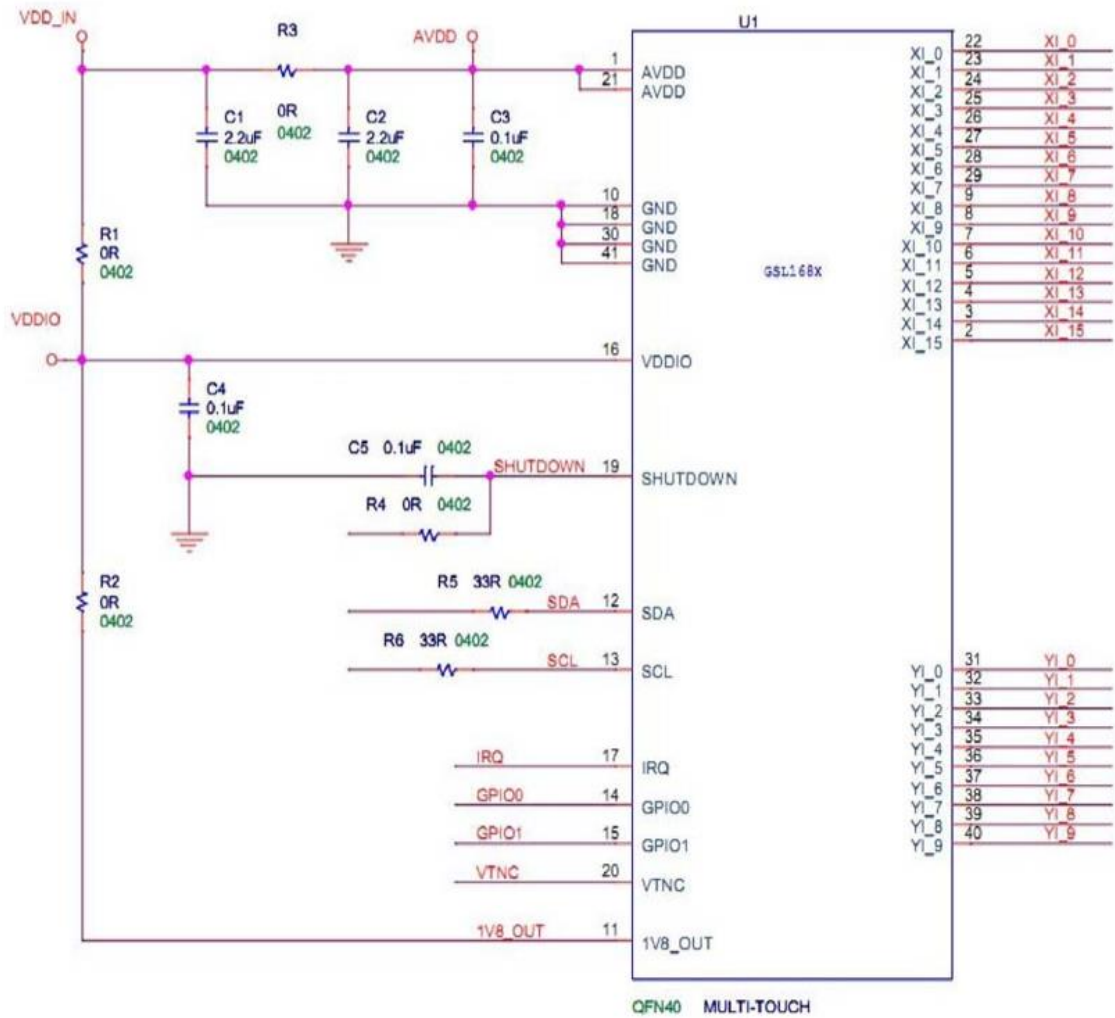 VDD_IN
R3
AVDD
U1
C1
2.2uF
0402
0R
0402
C2
2.2uF
0402
C3
0.1uF
0402
1 AVDD
21 AVDD
10 GND
18 GND
30 GND
41 GND
GSL168X
R1
0R
0402
VDDIO
16 VDDIO
C4
0.1uF
0402
C5 0.1uF 0402
SHUTDOWN 19 SHUTDOWN
R4 0R 0402
R2
0R
0402
R5 33R 0402
SDA 12 SDA
R6 33R 0402
SCL 13 SCL
IRQ 17 IRQ
GPIO0 14 GPIO0
GPIO1 15 GPIO1
VTNC 20 VTNC
1V8_OUT 11 1V8_OUT
XI_0 22 XI_0
XI_1 23 XI_1
XI_2 24 XI_2
XI_3 25 XI_3
XI_4 26 XI_4
XI_5 27 XI_5
XI_6 28 XI_6
XI_7 29 XI_7
XI_8 9 XI_8
XI_9 8 XI_9
XI_10 7 XI_10
XI_11 6 XI_11
XI_12 5 XI_12
XI_13 4 XI_13
XI_14 3 XI_14
XI_15 2 XI_15
YI_0 31 YI_0
YI_1 32 YI_1
YI_2 33 YI_2
YI_3 34 YI_3
YI_4 35 YI_4
YI_5 36 YI_5
YI_6 37 YI_6
YI_7 38 YI_7
YI_8 39 YI_8
YI_9 40 YI_9
QFN40 MULTI-TOUCH